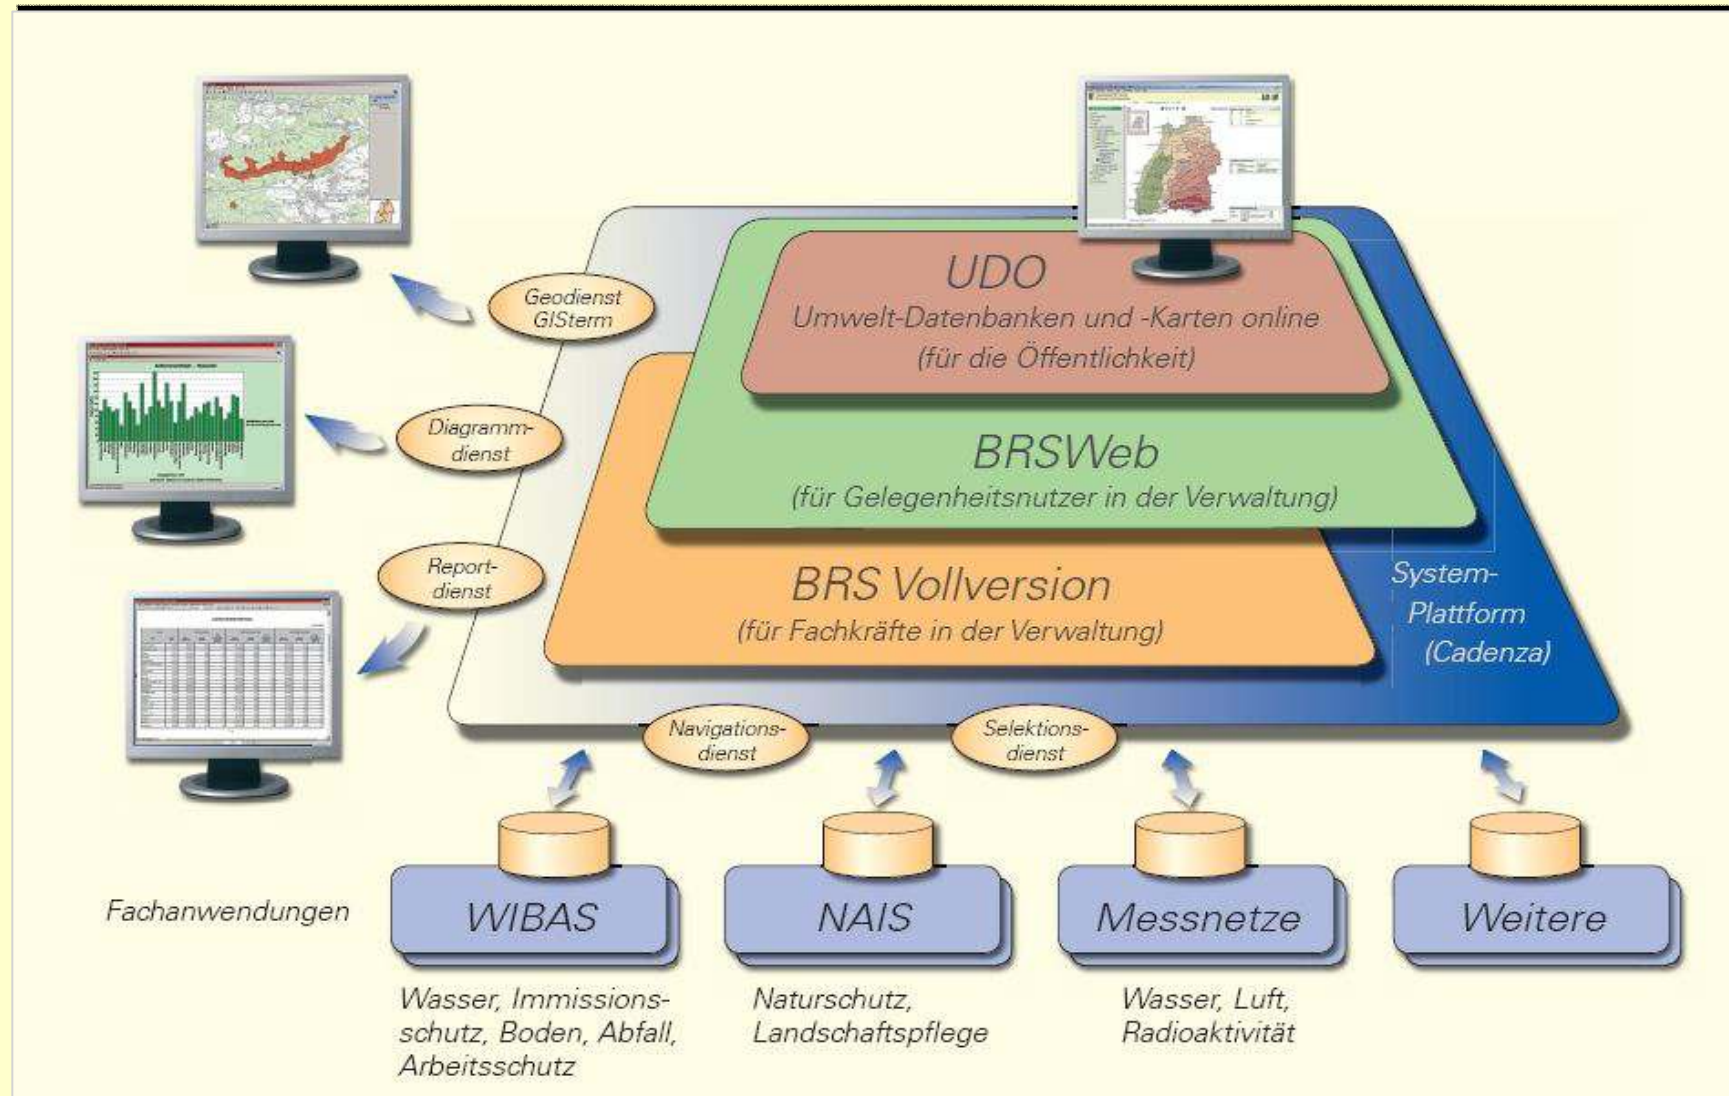 Geodienst
GISterm
UDO
Umwelt-Datenbanken und -Karten online
(für die Öffentlichkeit)
Diagramm-
dienst
BRSWeb
(für Gelegenheitsnutzer in der Verwaltung)
Report-
dienst
BRS Vollversion
(für Fachkräfte in der Verwaltung)
System-
Plattform
(Cadenza)
Navigations-
dienst
Selektions-
dienst
Fachanwendungen
WIBAS
NAIS
Messnetze
Weitere
Wasser, Immissions-
schutz, Boden, Abfall,
Arbeitsschutz
Naturschutz,
Landschaftspflege
Wasser, Luft,
Radioaktivität